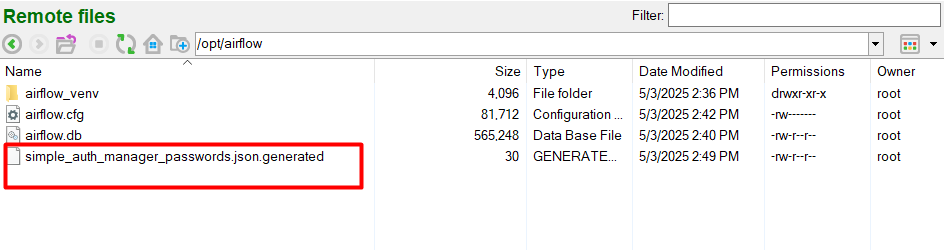 Remote files Filter:
/opt/airflow
Name Size Type Date Modified Permissions Owner
airflow_venv 4,096 File folder 5/3/2025 2:36 PM drwxr-xr-x root
airflow.cfg 81,712 Configuration ... 5/3/2025 2:42 PM -rw------- root
airflow.db 565,248 Data Base File 5/3/2025 2:40 PM -rw-r--r-- root
simple_auth_manager_passwords.json.generated 30 GENERATE... 5/3/2025 2:49 PM -rw-r--r-- root